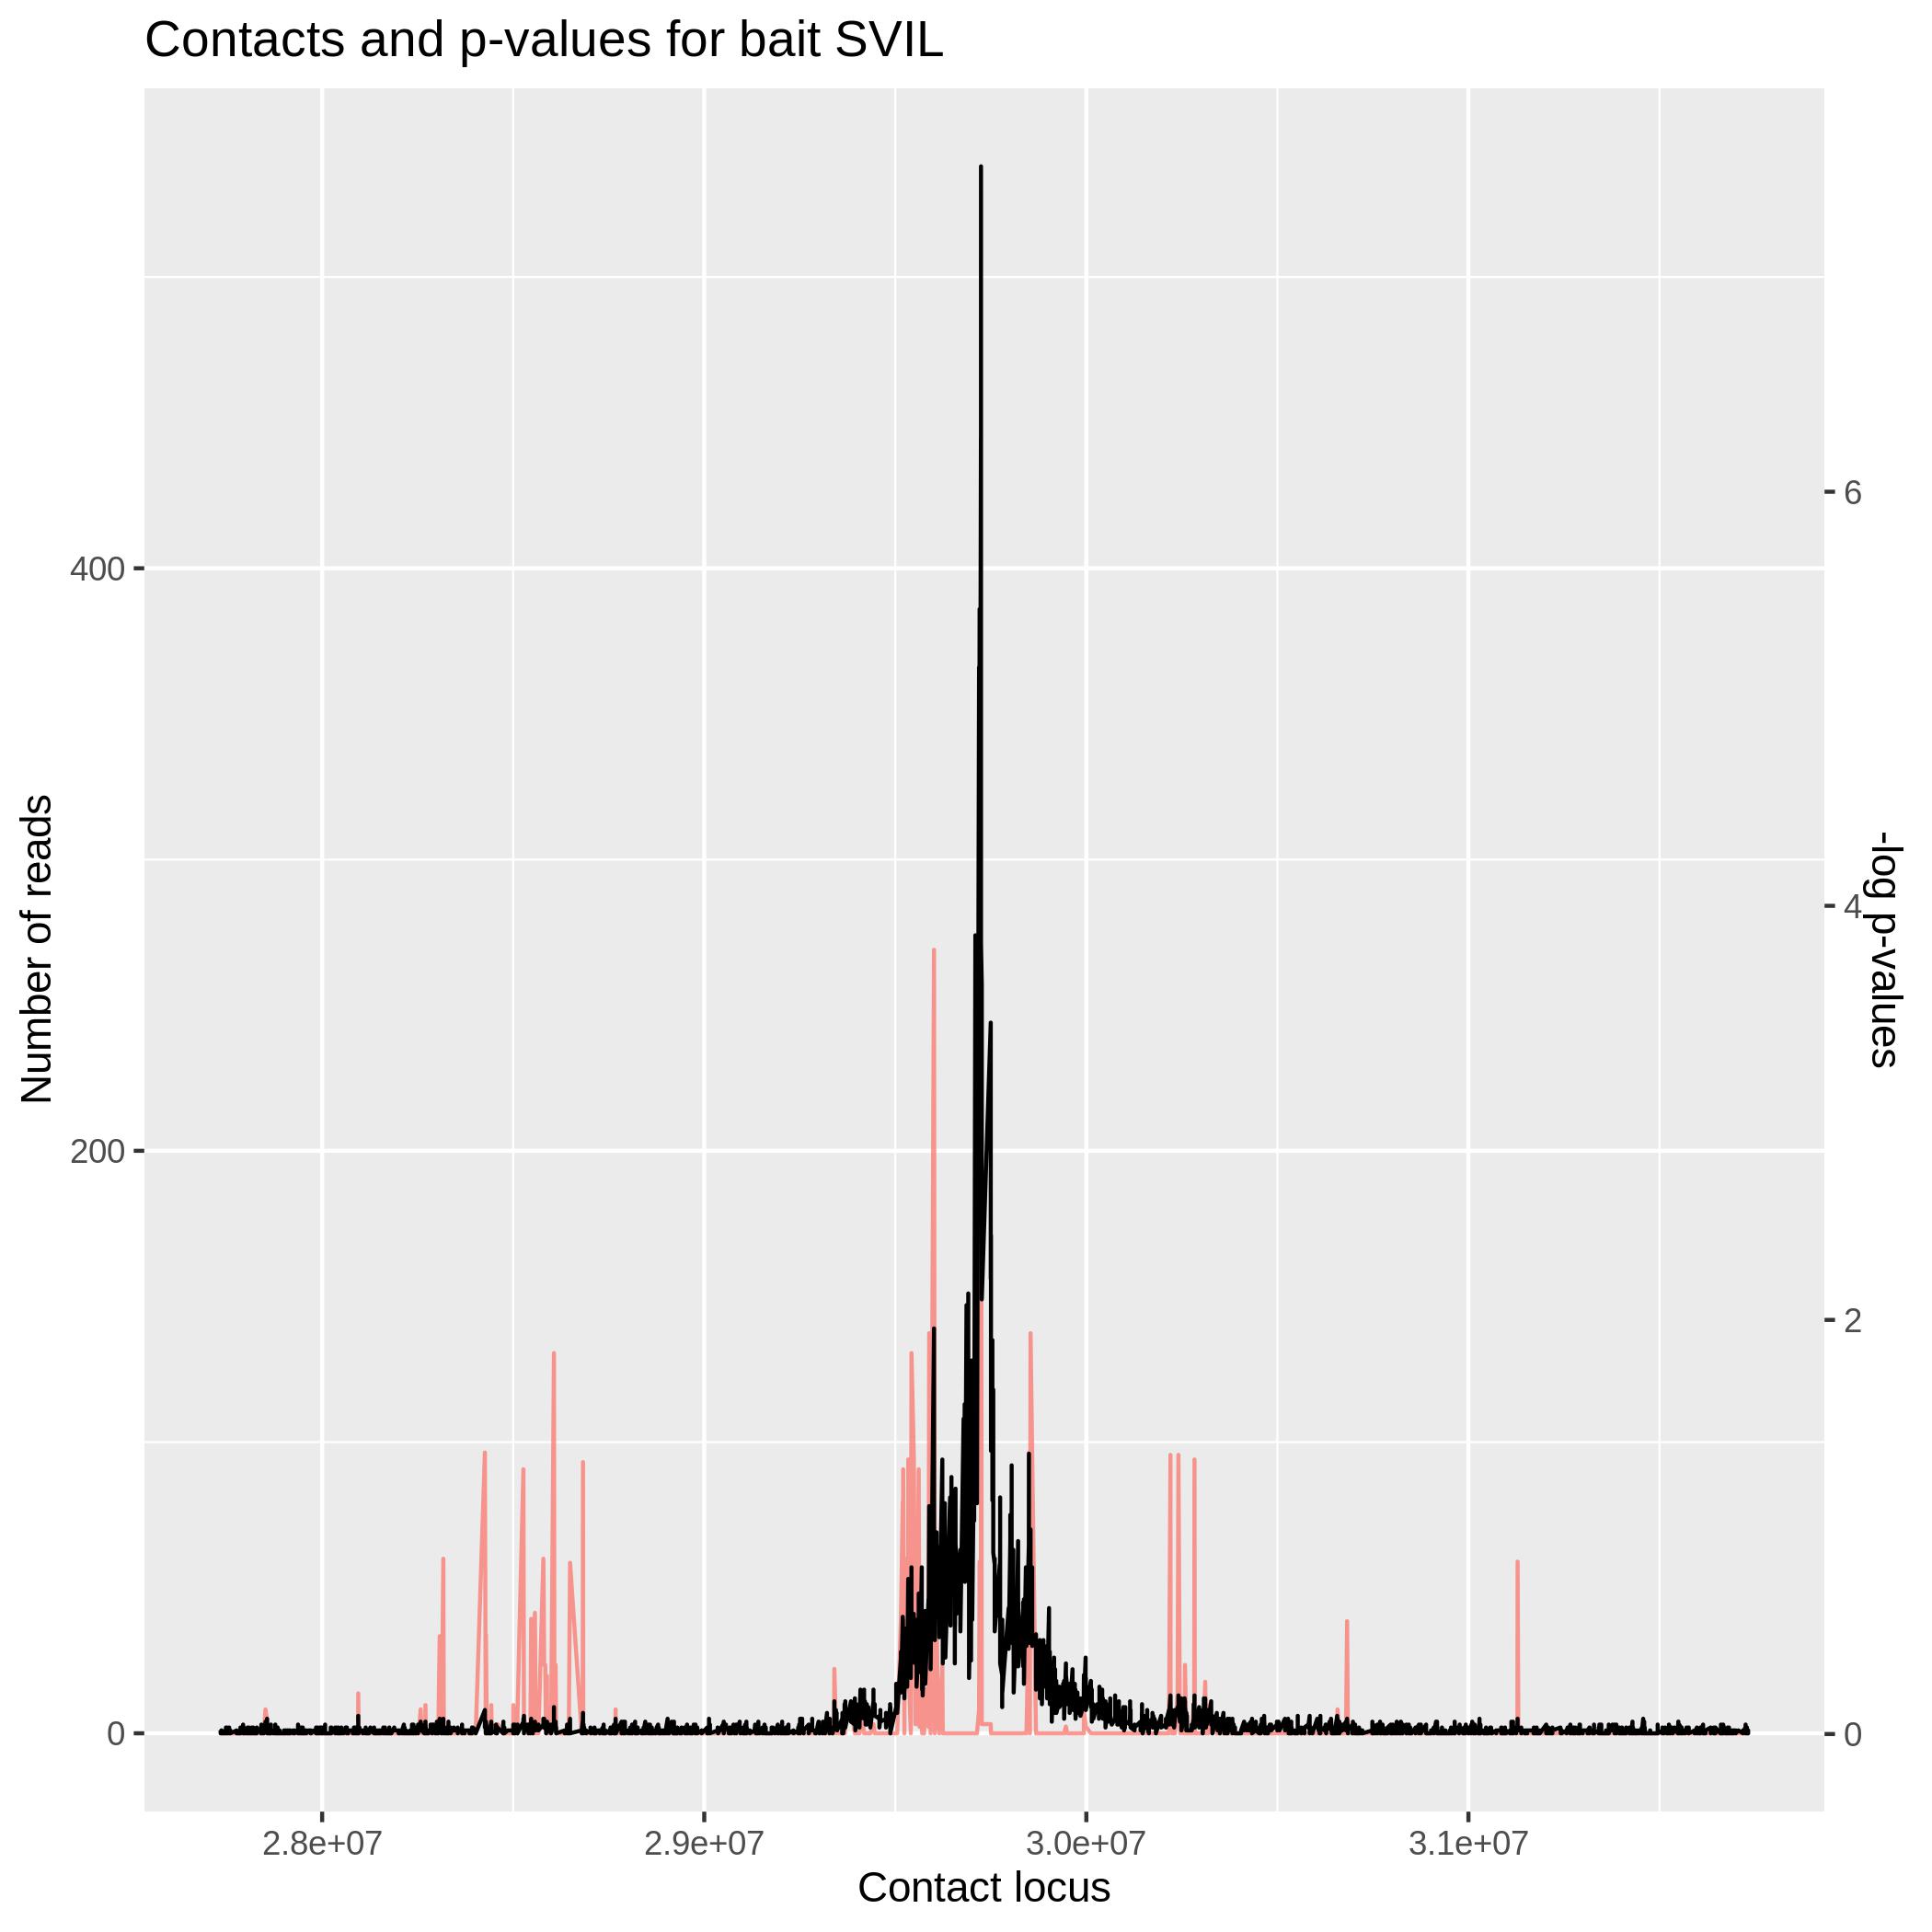 Contacts and p-values for bait SVIL
Number of reads
400
200
0
6
4
2
0
-log p-values
2.8e+07
2.9e+07
3.0e+07
3.1e+07
Contact locus